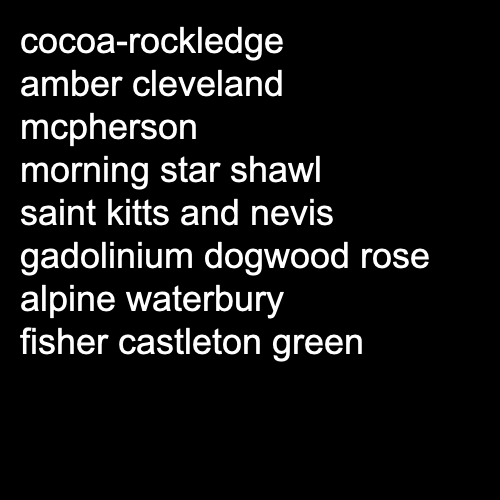 cocoa-rockledge
amber cleveland
mcpherson
morning star shawl
saint kitts and nevis
gadolinium dogwood rose
alpine waterbury
fisher castleton green